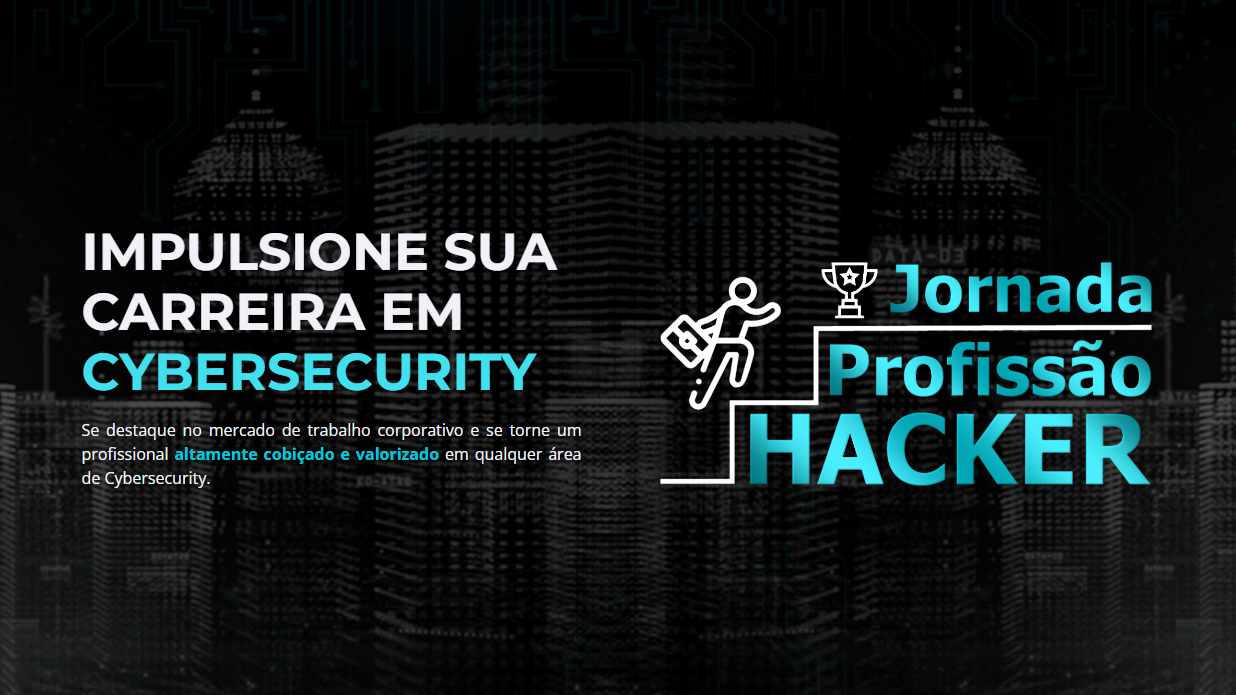 IMPULSIONE SUA
CARREIRA EM
CYBERSECURITY
Se destaque no mercado de trabalho corporativo e se torne um
profissional altamente cobiçado e valorizado em qualquer área
de Cybersecurity.
Jornada
Profissão
HACKER